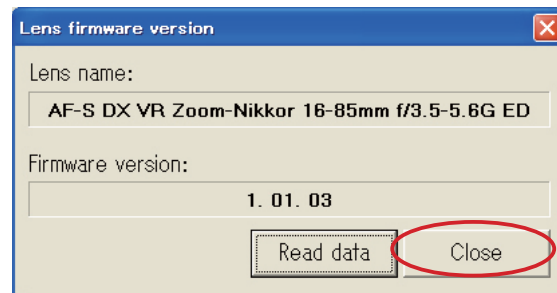 Lens firmware version
Lens name:
AF-S DX VR Zoom-Nikkor 16-85mm f/3.5-5.6G ED
Firmware version:
1. 01. 03
Read data Close